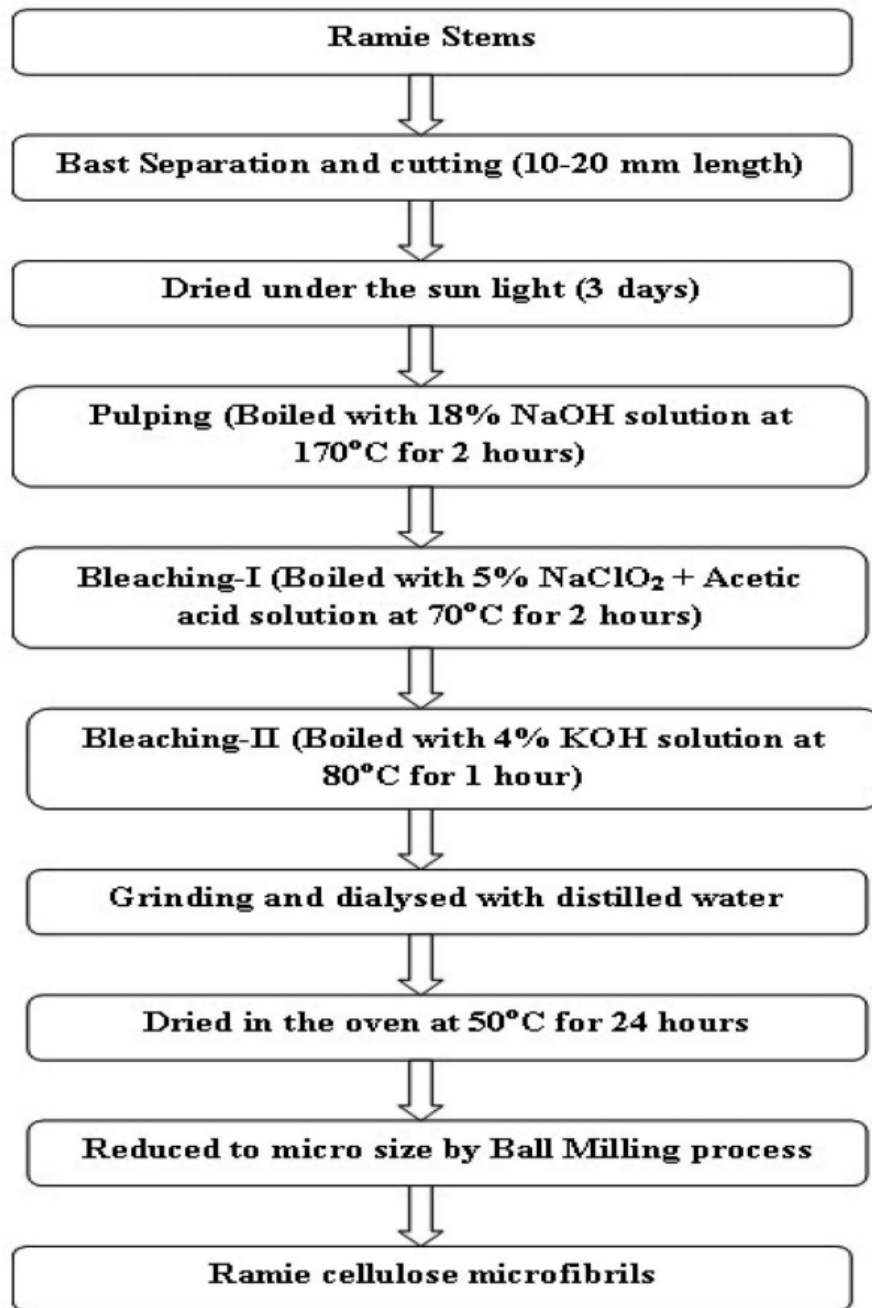 Ramie Stems
Bast Separation and cutting (10-20 mm length)
Dried under the sun light (3 days)
Pulping (Boiled with 18% NaOH solution at
170°C for 2 hours)
Bleaching-I (Boiled with 5% NaClO₂ + Acetic
acid solution at 70°C for 2 hours)
Bleaching-II (Boiled with 4% KOH solution at
80°C for 1 hour)
Grinding and dialysed with distilled water
Dried in the oven at 50°C for 24 hours
Reduced to micro size by Ball Milling process
Ramie cellulose microfibrils